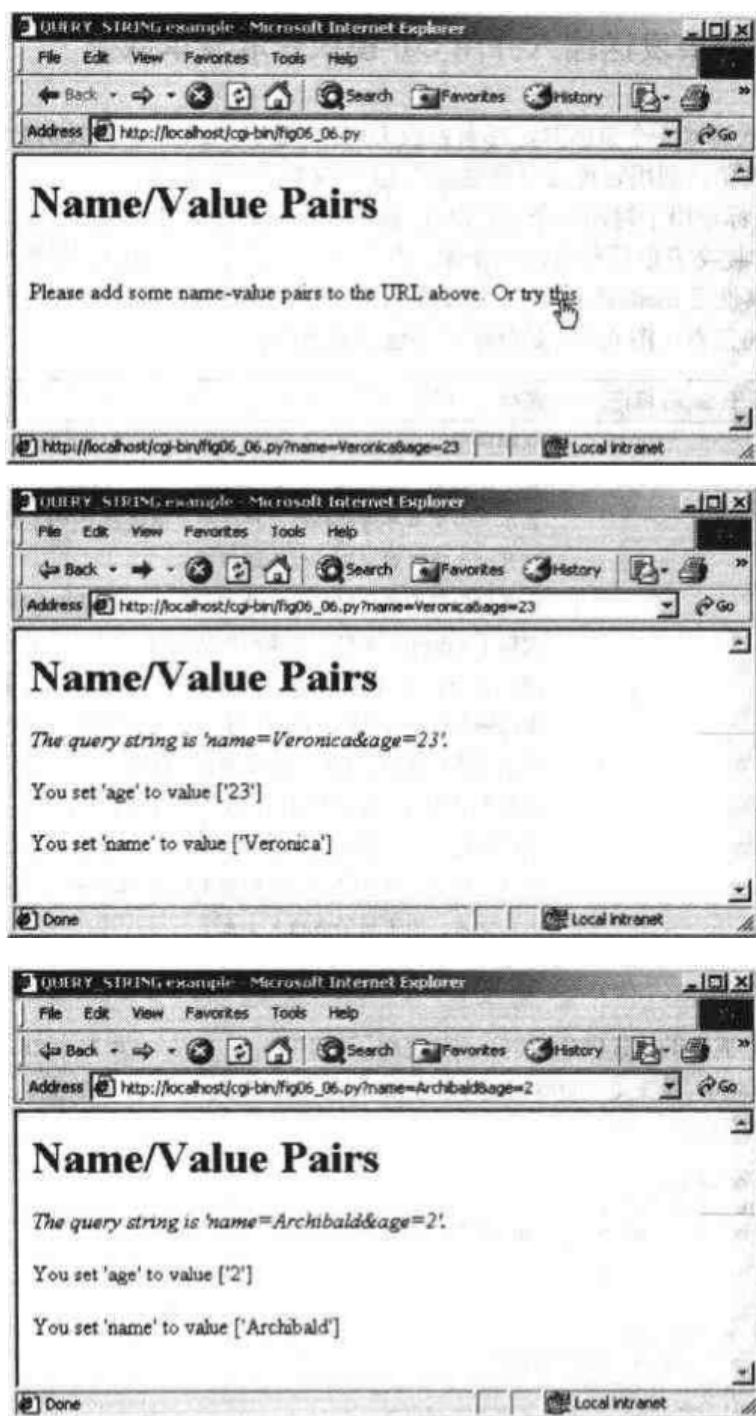 QUERY_STRING example - Microsoft Internet Explorer
File Edit View Favorites Tools Help
Back Search Favorites History »
Address http://localhost/cgi-bin/fig06_06.py Go
Name/Value Pairs
Please add some name-value pairs to the URL above. Or try this
http://localhost/cgi-bin/fig06_06.py?name=Veronica&age=23 Local intranet
QUERY_STRING example - Microsoft Internet Explorer
File Edit View Favorites Tools Help
Back Search Favorites History »
Address http://localhost/cgi-bin/fig06_06.py?name=Veronica&age=23 Go
Name/Value Pairs
The query string is 'name=Veronica&age=23'.
You set 'age' to value ['23']
You set 'name' to value ['Veronica']
Done Local intranet
QUERY_STRING example - Microsoft Internet Explorer
File Edit View Favorites Tools Help
Back Search Favorites History »
Address http://localhost/cgi-bin/fig06_06.py?name=Archibald&age=2 Go
Name/Value Pairs
The query string is 'name=Archibald&age=2'.
You set 'age' to value ['2']
You set 'name' to value ['Archibald']
Done Local intranet